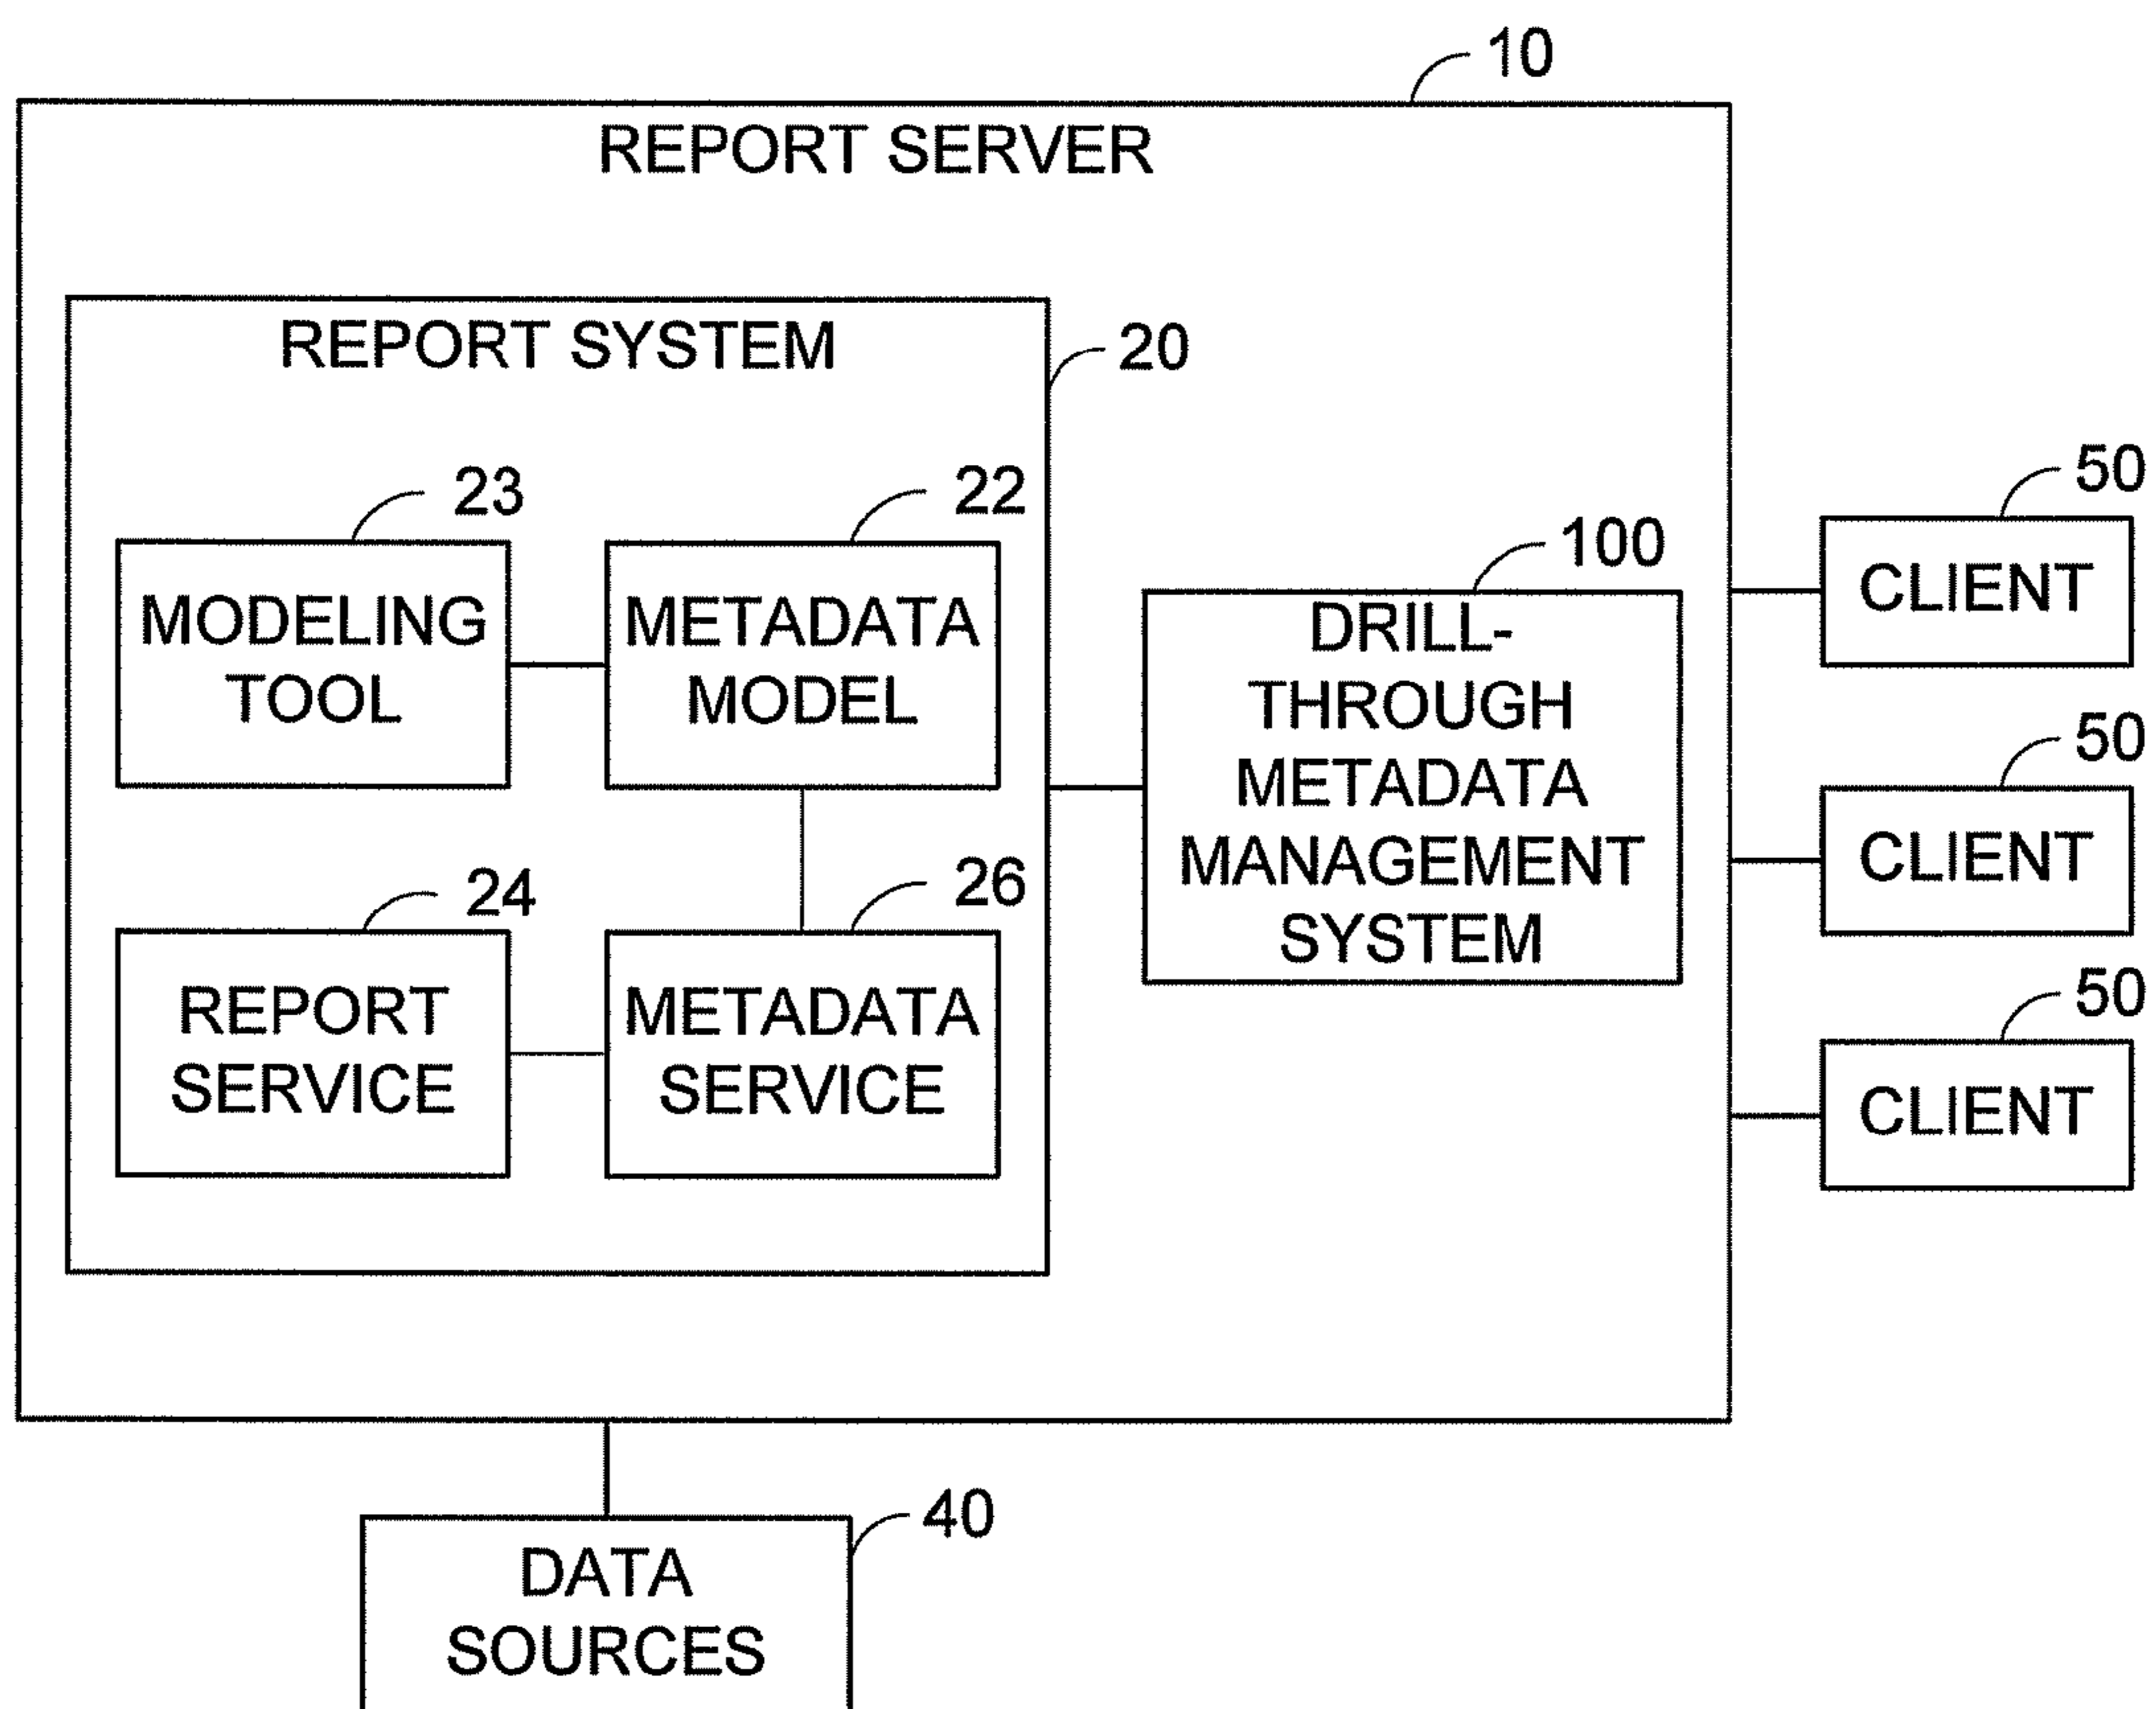 10
REPORT SERVER
REPORT SYSTEM
20
23
22
MODELING
TOOL
METADATA
MODEL
24
26
REPORT
SERVICE
METADATA
SERVICE
100
DRILL-
THROUGH
METADATA
MANAGEMENT
SYSTEM
50
CLIENT
50
CLIENT
50
CLIENT
40
DATA
SOURCES